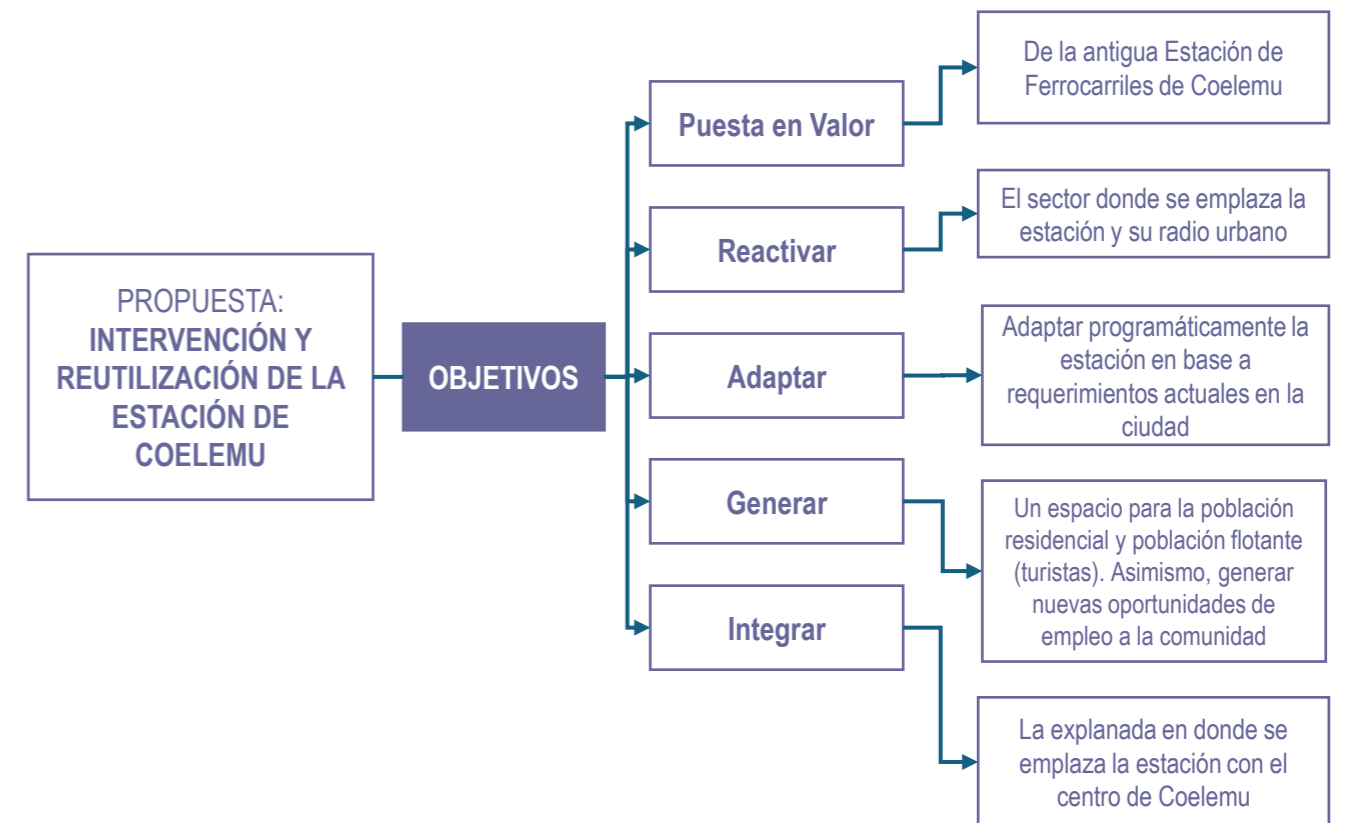 PROPUESTA:
INTERVENCIÓN Y
REUTILIZACIÓN DE LA
ESTACIÓN DE
COELEMU
OBJETIVOS
Puesta en Valor
De la antigua Estación de
Ferrocarriles de Coelemu
Reactivar
El sector donde se emplaza la
estación y su radio urbano
Adaptar
Adaptar programáticamente la
estación en base a
requerimientos actuales en la
ciudad
Generar
Un espacio para la población
residencial y población flotante
(turistas). Asimismo, generar
nuevas oportunidades de
empleo a la comunidad
Integrar
La explanada en donde se
emplaza la estación con el
centro de Coelemu